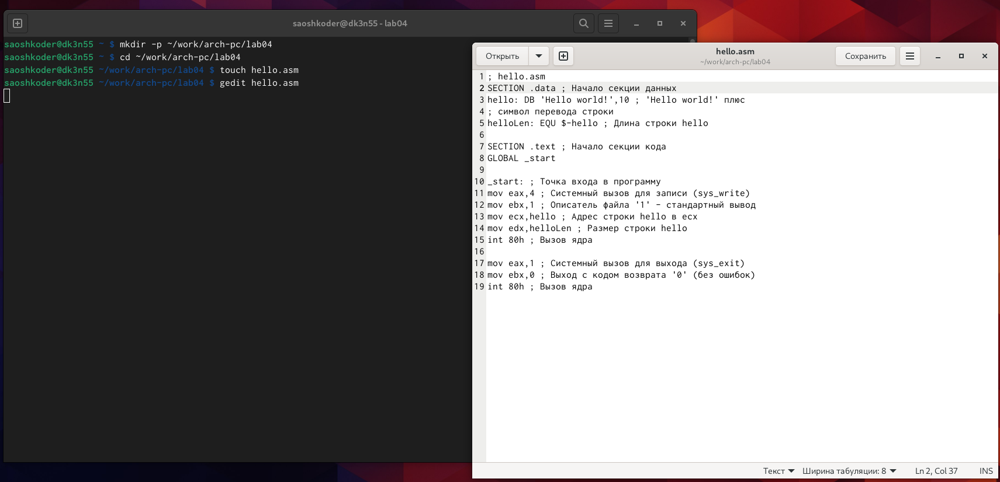 saoshkoder@dk3n55 - lab04
saoshkoder@dk3n55 ~ $ mkdir -p ~/work/arch-pc/lab04
saoshkoder@dk3n55 ~ $ cd ~/work/arch-pc/lab04
saoshkoder@dk3n55 ~/work/arch-pc/lab04 $ touch hello.asm
saoshkoder@dk3n55 ~/work/arch-pc/lab04 $ gedit hello.asm
Открыть
hello.asm
~/work/arch-pc/lab04
Сохранить
1 ; hello.asm
2 SECTION .data ; Начало секции данных
3 hello: DB 'Hello world!',10 ; 'Hello world!' плюс
4 ; символ перевода строки
5 helloLen: EQU $-hello ; Длина строки hello
6
7 SECTION .text ; Начало секции кода
8 GLOBAL _start
9
10 _start: ; Точка входа в программу
11 mov eax,4 ; Системный вызов для записи (sys_write)
12 mov ebx,1 ; Описатель файла '1' - стандартный вывод
13 mov ecx,hello ; Адрес строки hello в ecx
14 mov edx,helloLen ; Размер строки hello
15 int 80h ; Вызов ядра
16
17 mov eax,1 ; Системный вызов для выхода (sys_exit)
18 mov ebx,0 ; Выход с кодом возврата '0' (без ошибок)
19 int 80h ; Вызов ядра
Текст Ширина табуляции: 8 Ln 2, Col 37 INS